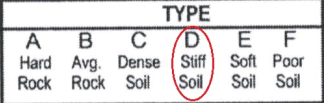 TYPE
A B C D E F
Hard Avg. Dense Stiff Soft Poor
Rock Rock Soil Soil Soil Soil